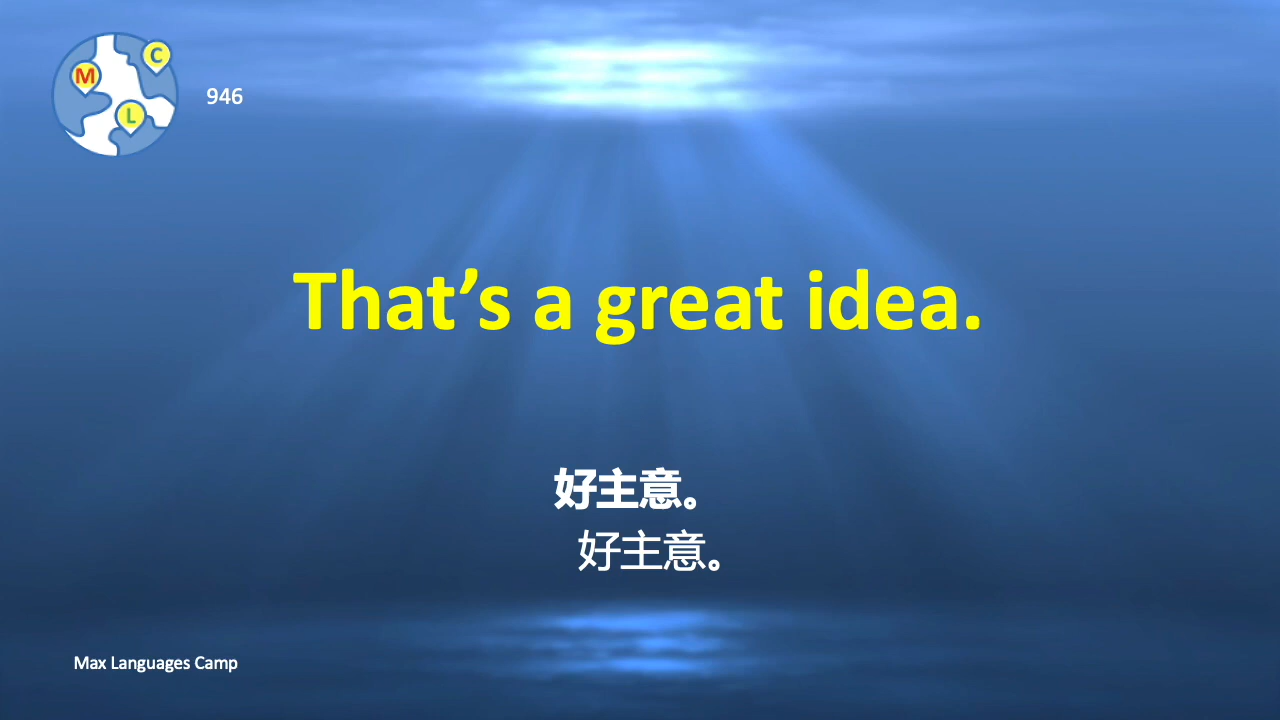 C
M
L
946
That’s a great idea.
好主意。
好主意。
Max Languages Camp